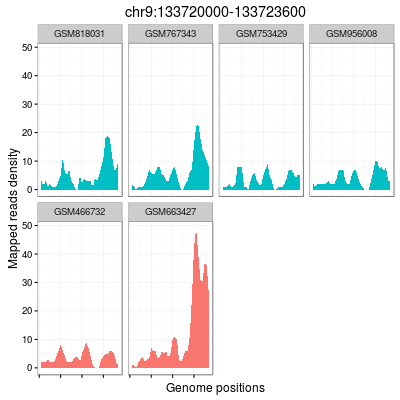 chr9:133720000-133723600
GSM818031 GSM767343 GSM753429 GSM956008
50
40
30
20
10
0
Mapped reads density
GSM466732 GSM663427
50
40
30
20
10
0
Genome positions